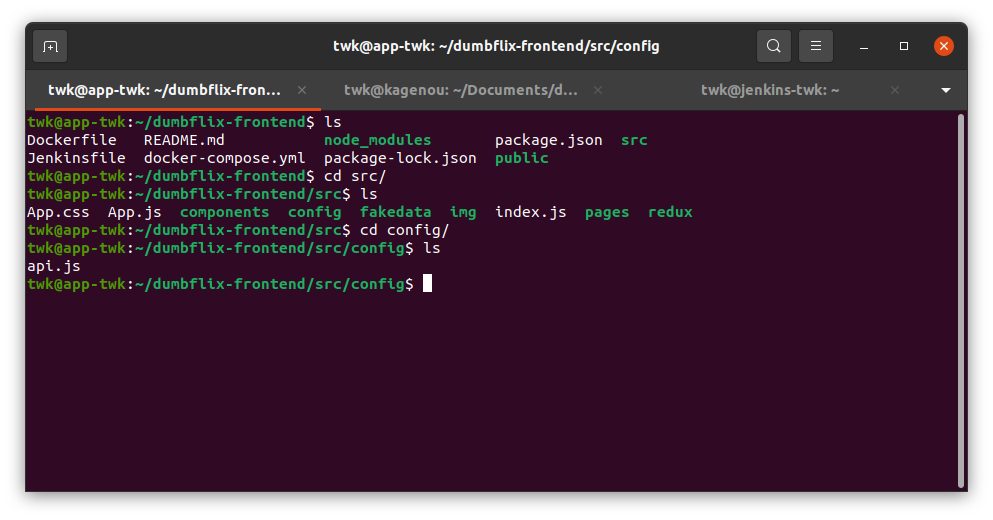 twk@app-twk: ~/dumbflix-frontend/src/config
twk@app-twk: ~/dumbflix-fron... twk@kagenou: ~/Documents/d... twk@jenkins-twk: ~
twk@app-twk:~/dumbflix-frontend$ ls
Dockerfile   README.md           node_modules       package.json  src
Jenkinsfile  docker-compose.yml  package-lock.json  public
twk@app-twk:~/dumbflix-frontend$ cd src/
twk@app-twk:~/dumbflix-frontend/src$ ls
App.css  App.js  components  config  fakedata  img  index.js  pages  redux
twk@app-twk:~/dumbflix-frontend/src$ cd config/
twk@app-twk:~/dumbflix-frontend/src/config$ ls
api.js
twk@app-twk:~/dumbflix-frontend/src/config$